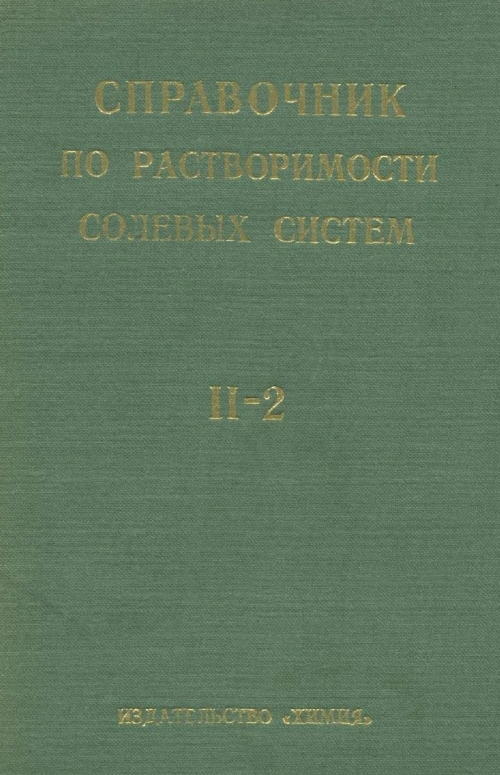 СПРАВОЧНИК
ПО РАСТВОРИМОСТИ
СОЛЕВЫХ СИСТЕМ
II-2
ИЗДАТЕЛЬСТВО «ХИМИЯ»